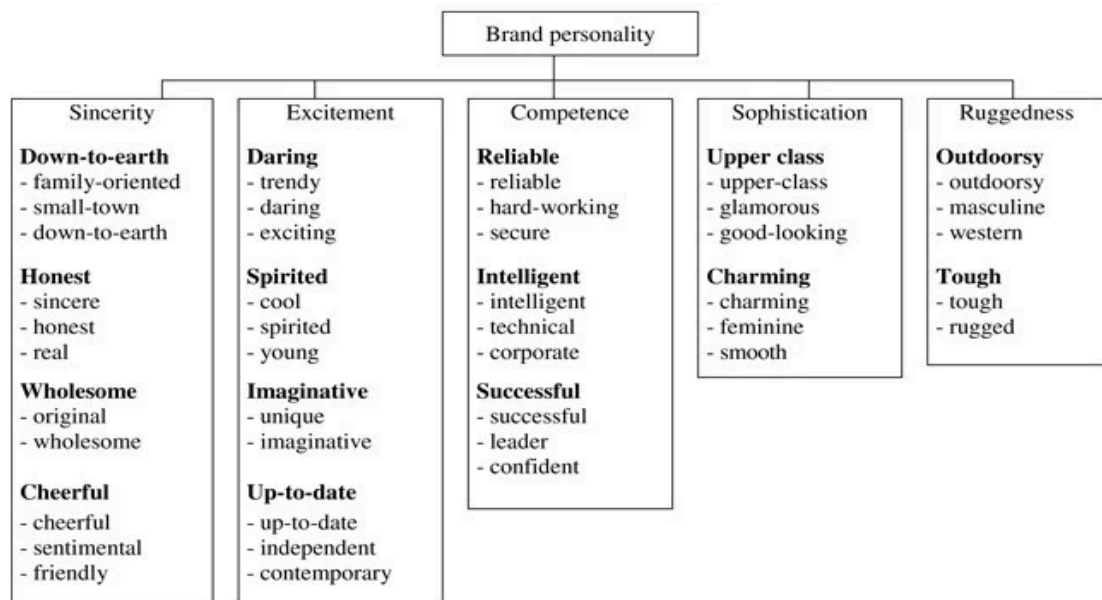 Brand personality
Sincerity
Down-to-earth
- family-oriented
- small-town
- down-to-earth
Honest
- sincere
- honest
- real
Wholesome
- original
- wholesome
Cheerful
- cheerful
- sentimental
- friendly
Excitement
Daring
- trendy
- daring
- exciting
Spirited
- cool
- spirited
- young
Imaginative
- unique
- imaginative
Up-to-date
- up-to-date
- independent
- contemporary
Competence
Reliable
- reliable
- hard-working
- secure
Intelligent
- intelligent
- technical
- corporate
Successful
- successful
- leader
- confident
Sophistication
Upper class
- upper-class
- glamorous
- good-looking
Charming
- charming
- feminine
- smooth
Ruggedness
Outdoorsy
- outdoorsy
- masculine
- western
Tough
- tough
- rugged